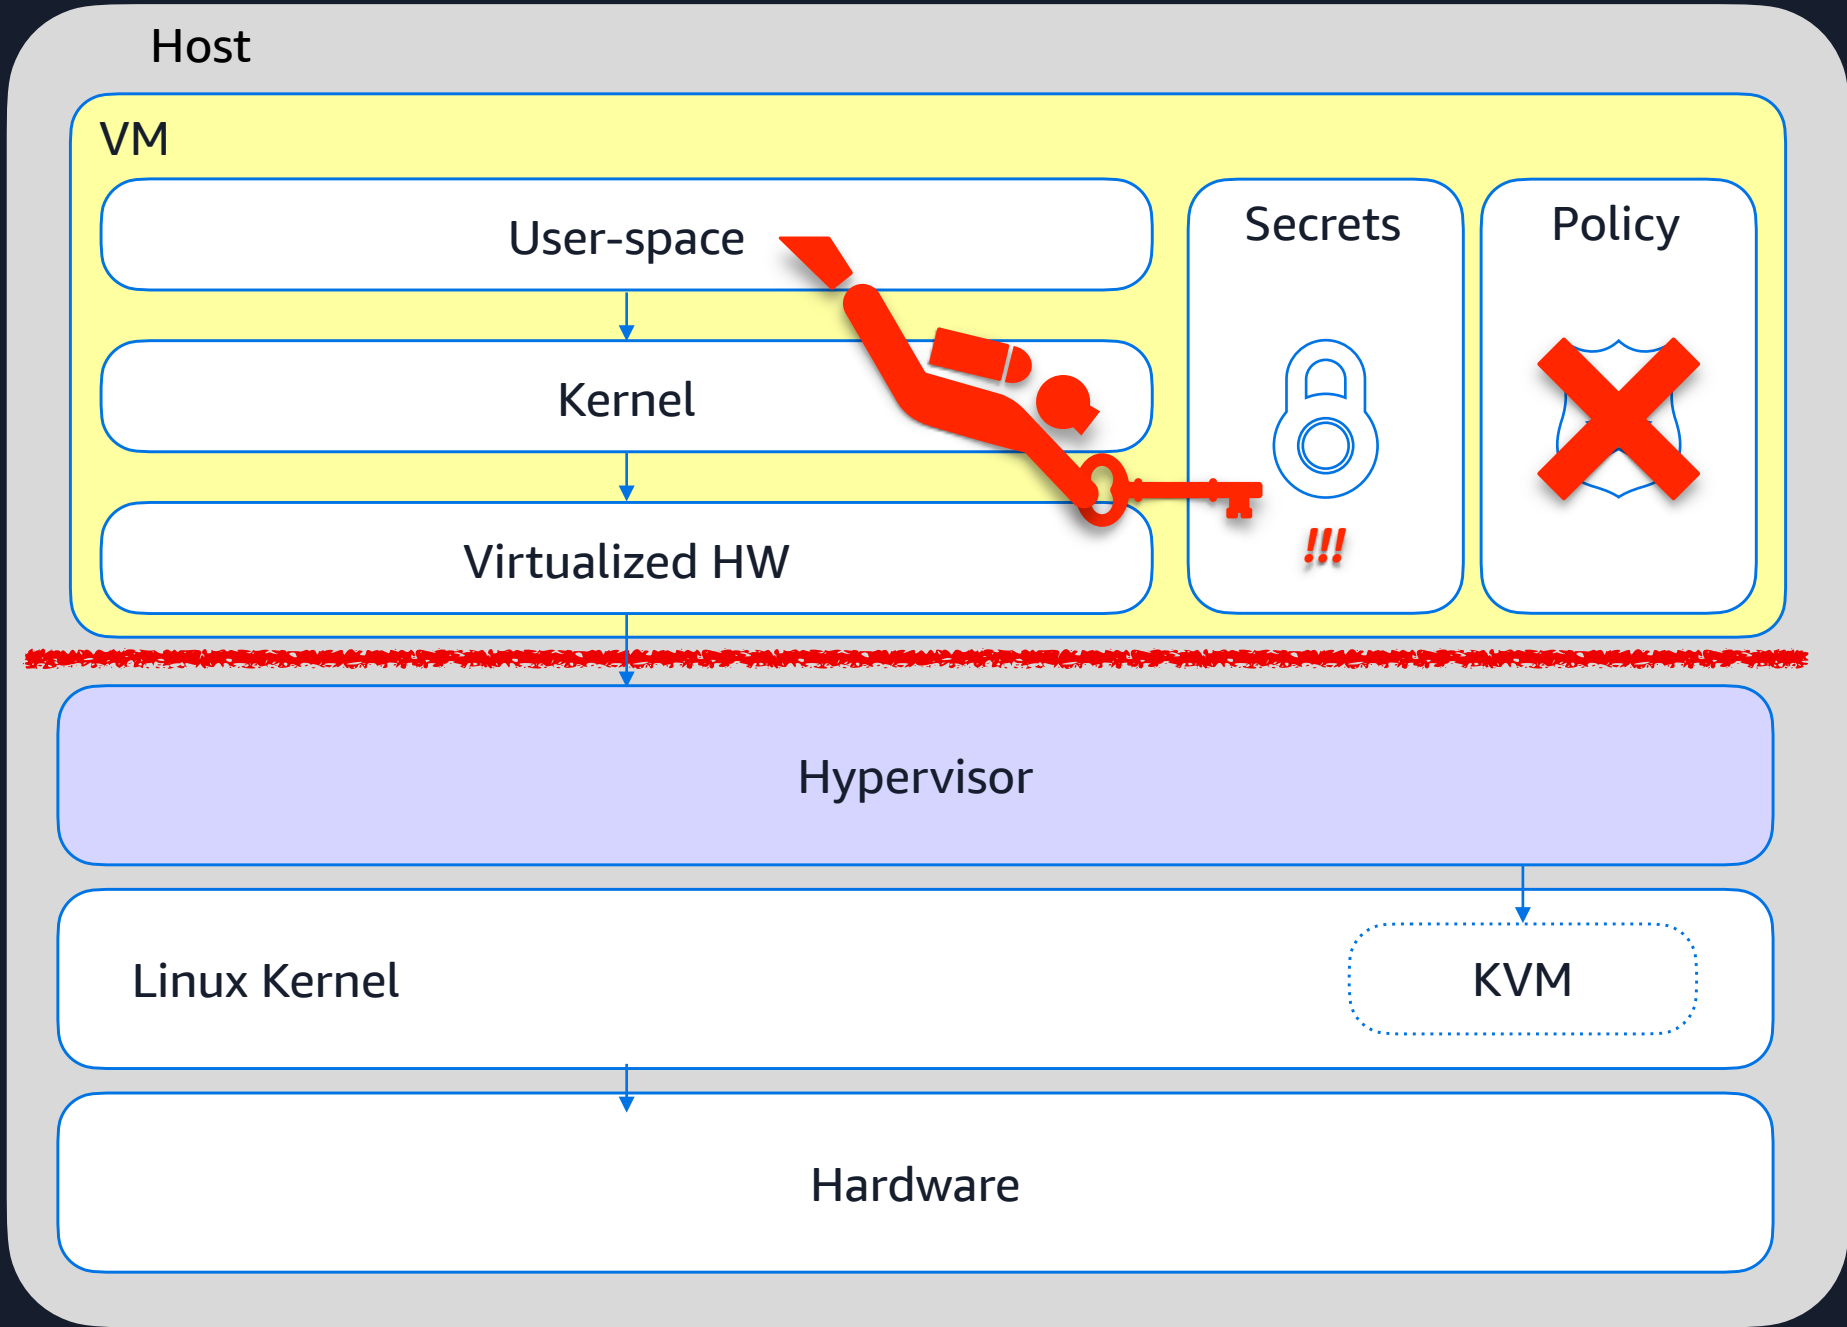 Host
VM
User-space
Secrets
Policy
Kernel
!!!
Virtualized HW
Hypervisor
Linux Kernel
KVM
Hardware